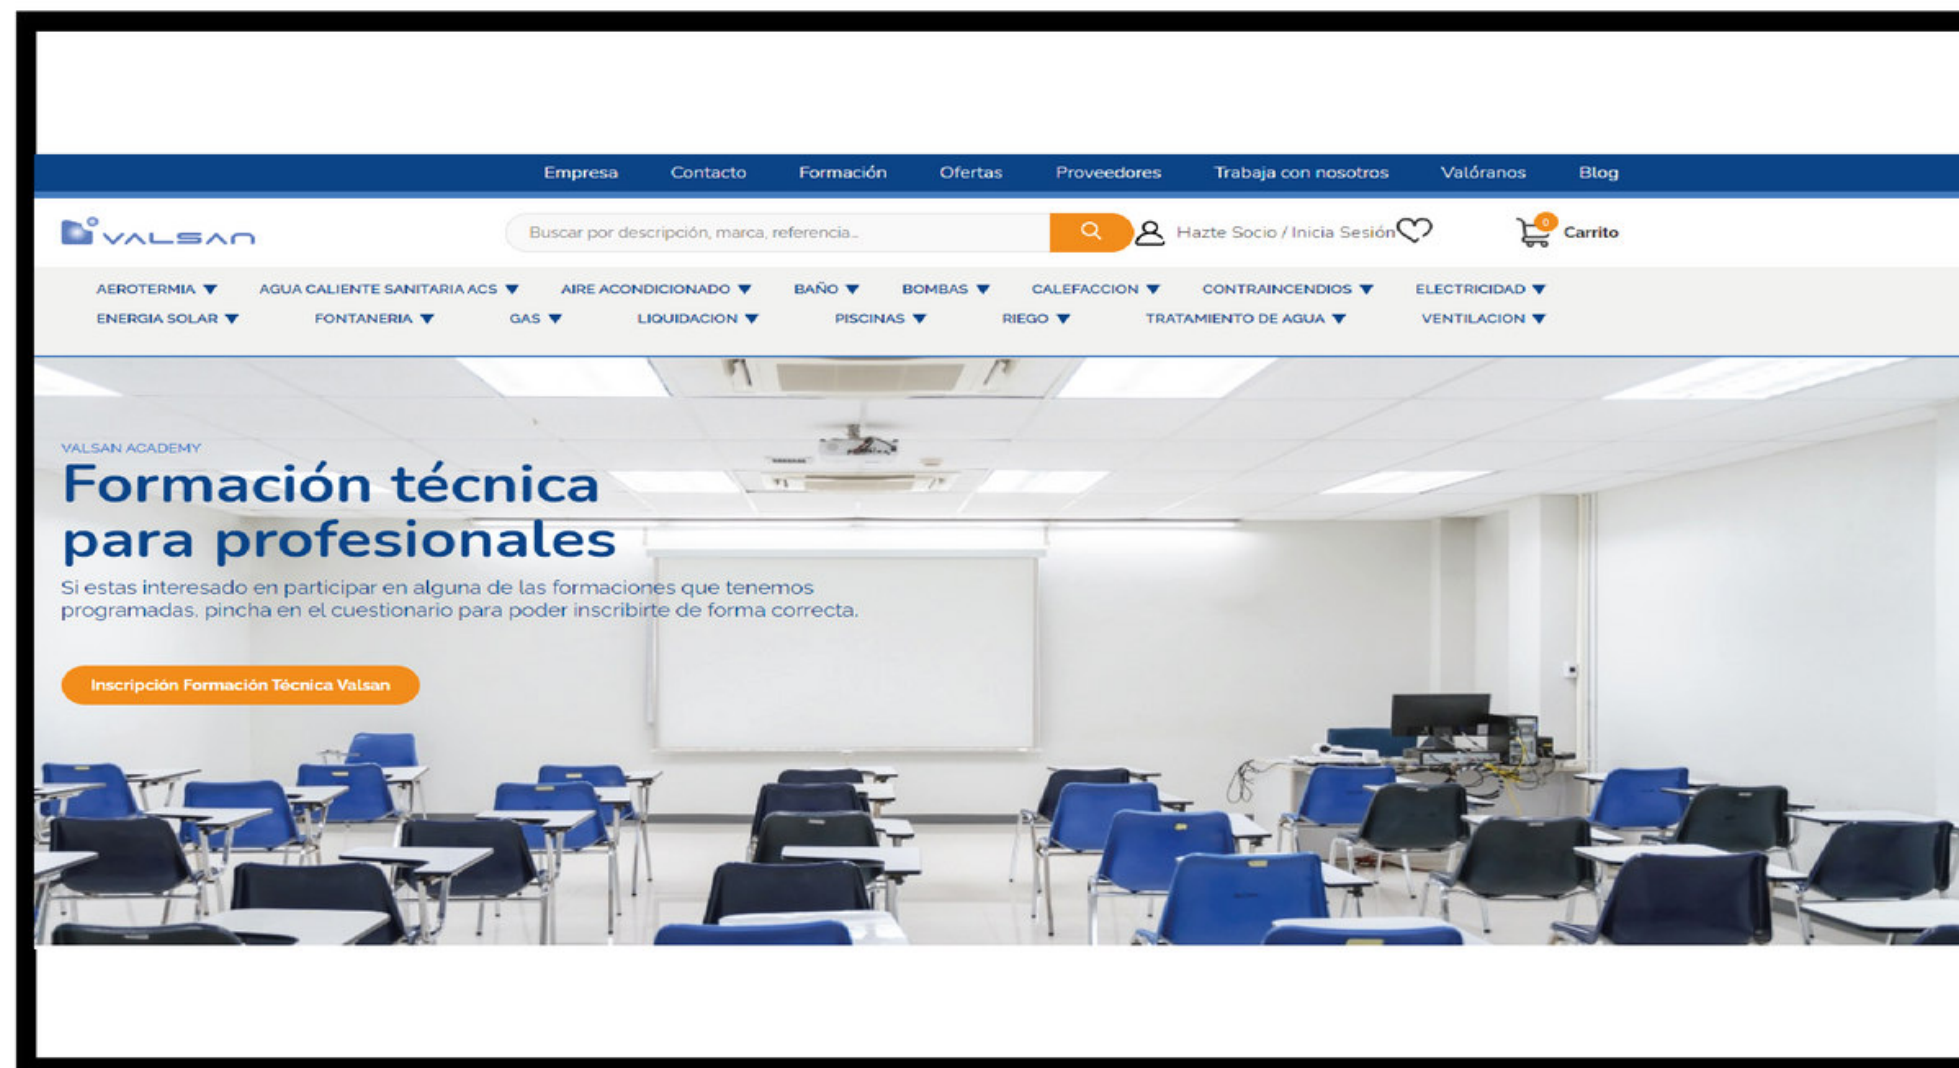 Empresa Contacto Formación Ofertas Proveedores Trabaja con nosotros Valóranos Blog
VALSAN
Buscar por descripción, marca, referencia...
Hazte Socio / Inicia Sesión
0
Carrito
AEROTERMIA ▼ AGUA CALIENTE SANITARIA ACS ▼ AIRE ACONDICIONADO ▼ BAÑO ▼ BOMBAS ▼ CALEFACCION ▼ CONTRAINCENDIOS ▼ ELECTRICIDAD ▼
ENERGIA SOLAR ▼ FONTANERIA ▼ GAS ▼ LIQUIDACION ▼ PISCINAS ▼ RIEGO ▼ TRATAMIENTO DE AGUA ▼ VENTILACION ▼
VALSAN ACADEMY
Formación técnica
para profesionales
Si estas interesado en participar en alguna de las formaciones que tenemos
programadas, pincha en el cuestionario para poder inscribirte de forma correcta.
Inscripción Formación Técnica Valsan